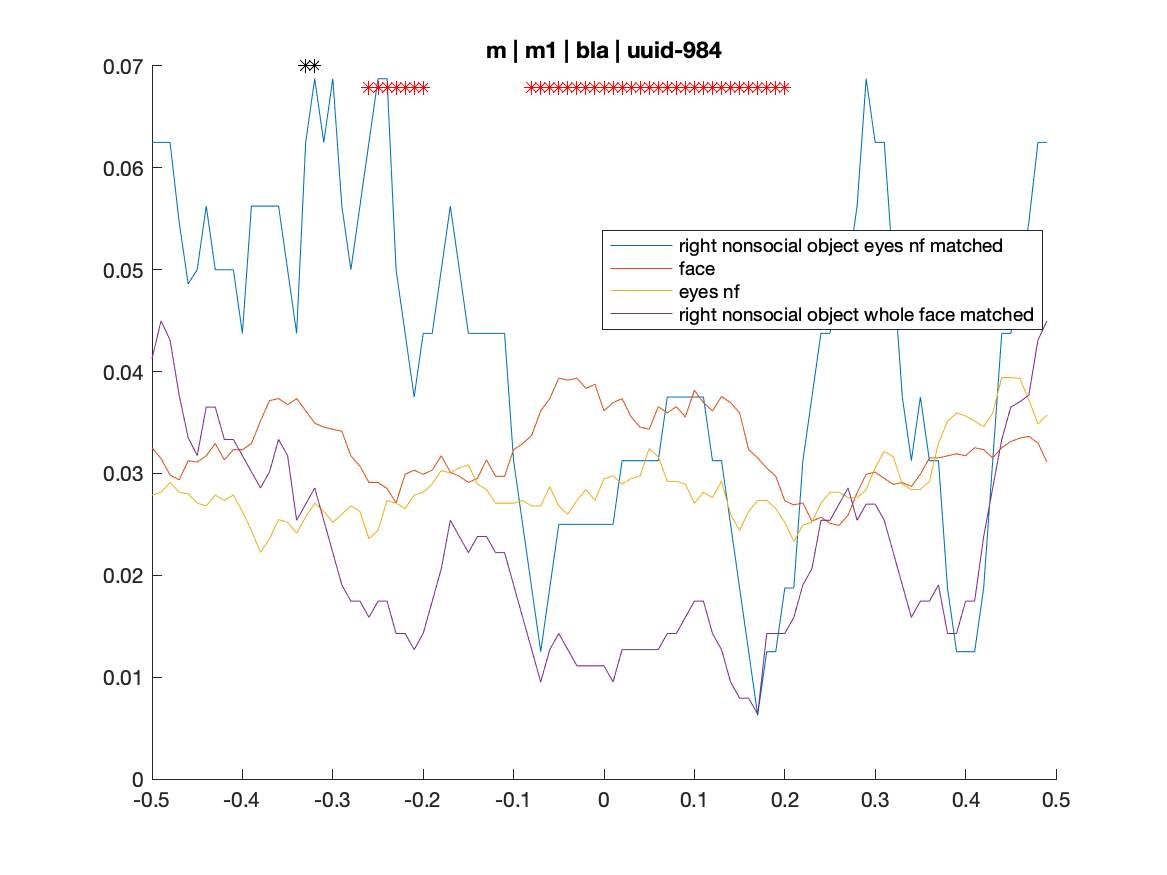 m | m1 | bla | uuid-984
0.07
0.06
0.05
0.04
0.03
0.02
0.01
0
right nonsocial object eyes nf matched
face
eyes nf
right nonsocial object whole face matched
-0.5 -0.4 -0.3 -0.2 -0.1 0 0.1 0.2 0.3 0.4 0.5